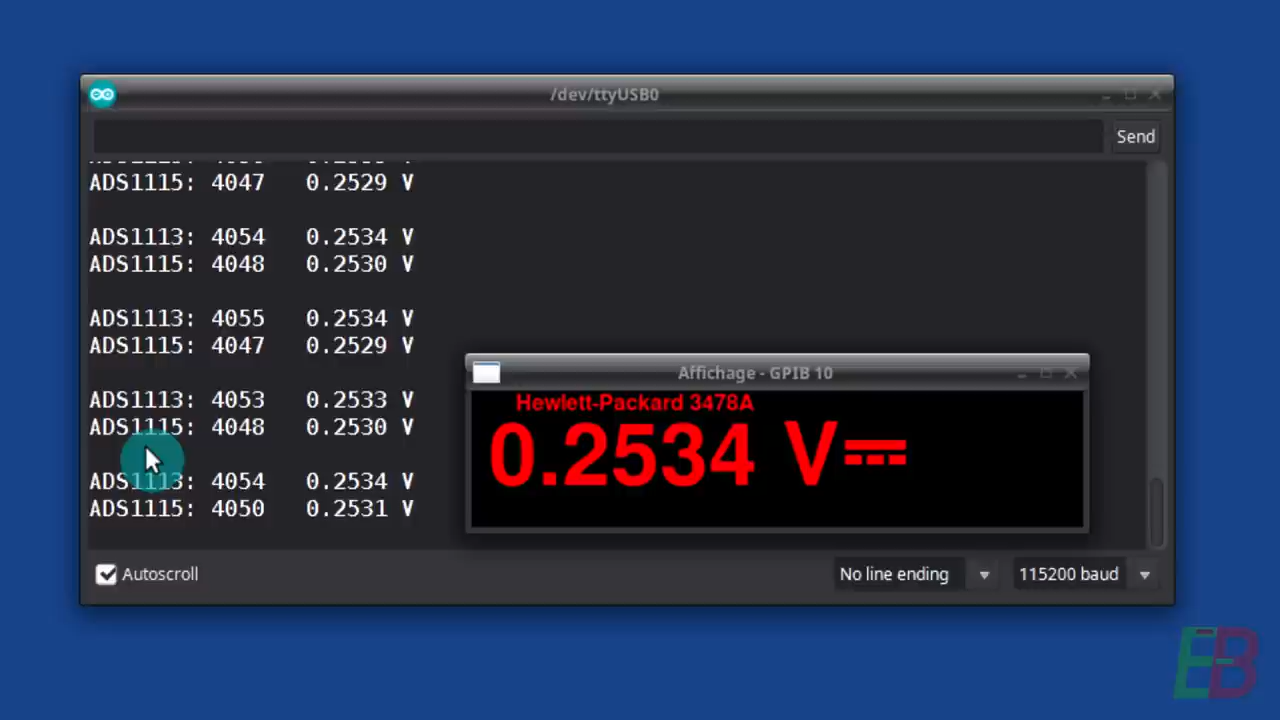 /dev/ttyUSB0
Send
ADS1115: 4047 0.2529 V
ADS1113: 4054 0.2534 V
ADS1115: 4048 0.2530 V
ADS1113: 4055 0.2534 V
ADS1115: 4047 0.2529 V
ADS1113: 4053 0.2533 V
ADS1115: 4048 0.2530 V
ADS1113: 4054 0.2534 V
ADS1115: 4050 0.2531 V
Affichage - GPIB 10
Hewlett-Packard 3478A
0.2534 V
Autoscroll
No line ending
115200 baud
EB